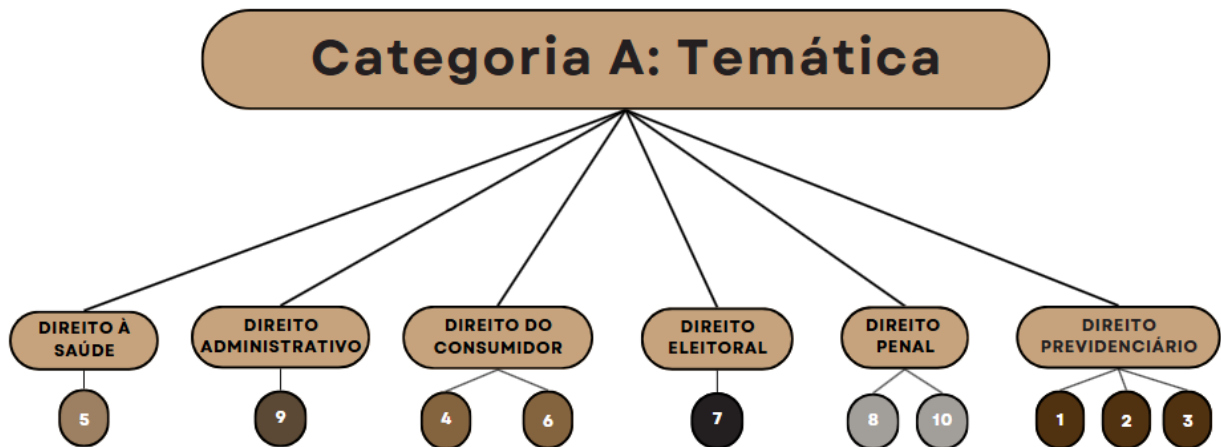 Categoria A: Temática
DIREITO À
SAÚDE
DIREITO
ADMINISTRATIVO
DIREITO DO
CONSUMIDOR
DIREITO
ELEITORAL
DIREITO
PENAL
DIREITO
PREVIDENCIÁRIO
5
9
4
6
7
8
10
1
2
3